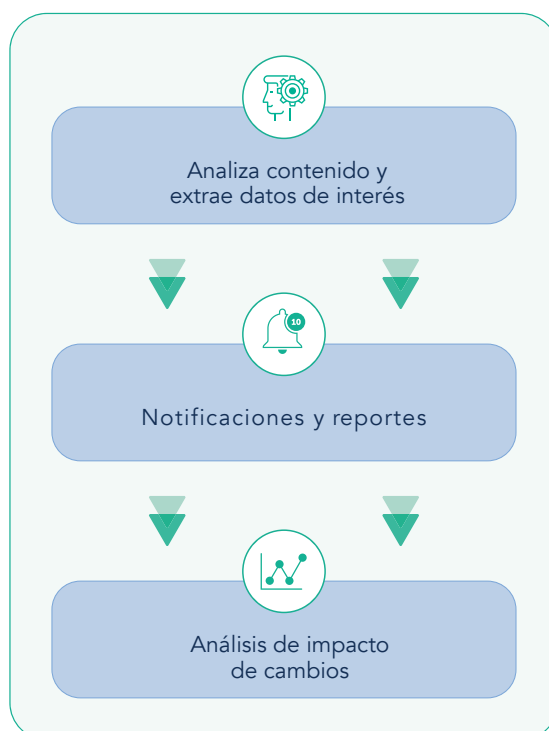 Analiza contenido y
extrae datos de interés
10
Notificaciones y reportes
Análisis de impacto
de cambios